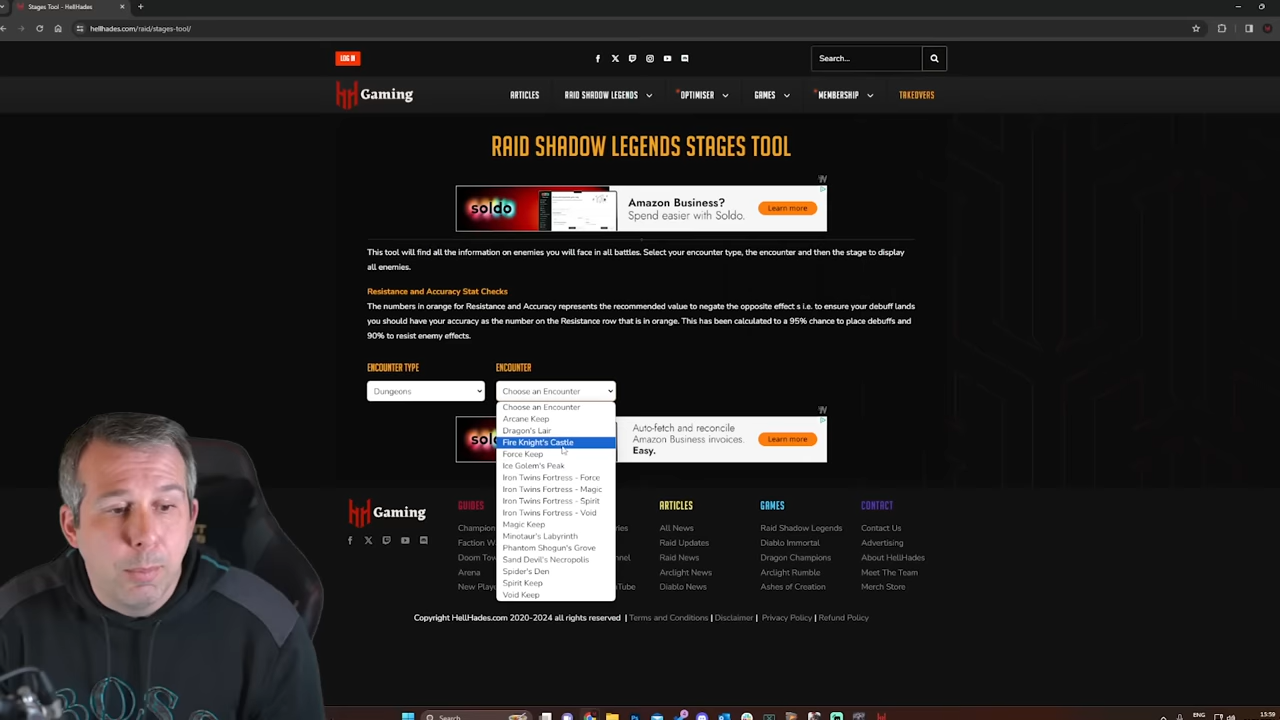 Stages Tool - HellHades
hellhades.com/raid/stages-tool/
LOG IN
Search...
Gaming
ARTICLES
RAID SHADOW LEGENDS
OPTIMISER
GAMES
MEMBERSHIP
TAKEOVERS
RAID SHADOW LEGENDS STAGES TOOL
soldo
Amazon Business?
Spend easier with Soldo.
Learn more
This tool will find all the information on enemies you will face in all battles. Select your encounter type, the encounter and then the stage to display
all enemies.
Resistance and Accuracy Stat Checks
The numbers in orange for Resistance and Accuracy represents the recommended value to negate the opposite effect s i.e. to ensure your debuff lands
you should have your accuracy as the number on the Resistance row that is in orange. This has been calculated to a 95% chance to place debuffs and
90% to resist enemy effects.
ENCOUNTER TYPE
ENCOUNTER
Dungeons
Choose an Encounter
Choose an Encounter
Arcane Keep
Dragon's Lair
Fire Knight's Castle
Force Keep
Ice Golem's Peak
Iron Twins Fortress - Force
Iron Twins Fortress - Magic
Iron Twins Fortress - Spirit
Iron Twins Fortress - Void
Magic Keep
Minotaur's Labyrinth
Phantom Shogun's Grove
Sand Devil's Necropolis
Spider's Den
Spirit Keep
Void Keep
Auto-fetch and reconcile
Amazon Business invoices.
Easy.
Learn more
Gaming
GUIDES
Champion
Faction W
Doom Tow
Arena
New Play
ARTICLES
All News
Raid Updates
Raid News
Arclight News
Diablo News
GAMES
Raid Shadow Legends
Diablo Immortal
Dragon Champions
Arclight Rumble
Ashes of Creation
CONTACT
Contact Us
Advertising
About HellHades
Meet The Team
Merch Store
Copyright HellHades.com 2020-2024 all rights reserved | Terms and Conditions | Disclaimer | Privacy Policy | Refund Policy
Search
ENG
15:59